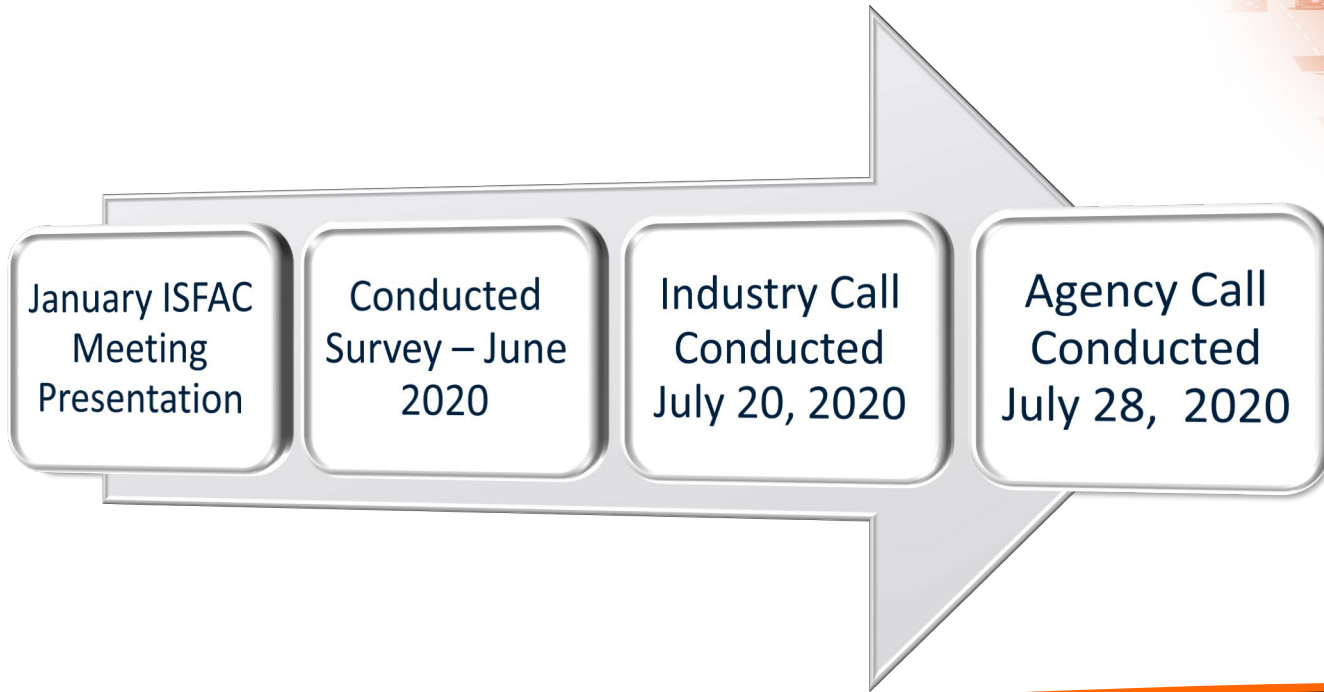 January ISFAC
Meeting
Presentation
Conducted
Survey – June
2020
Industry Call
Conducted
July 20, 2020
Agency Call
Conducted
July 28,  2020